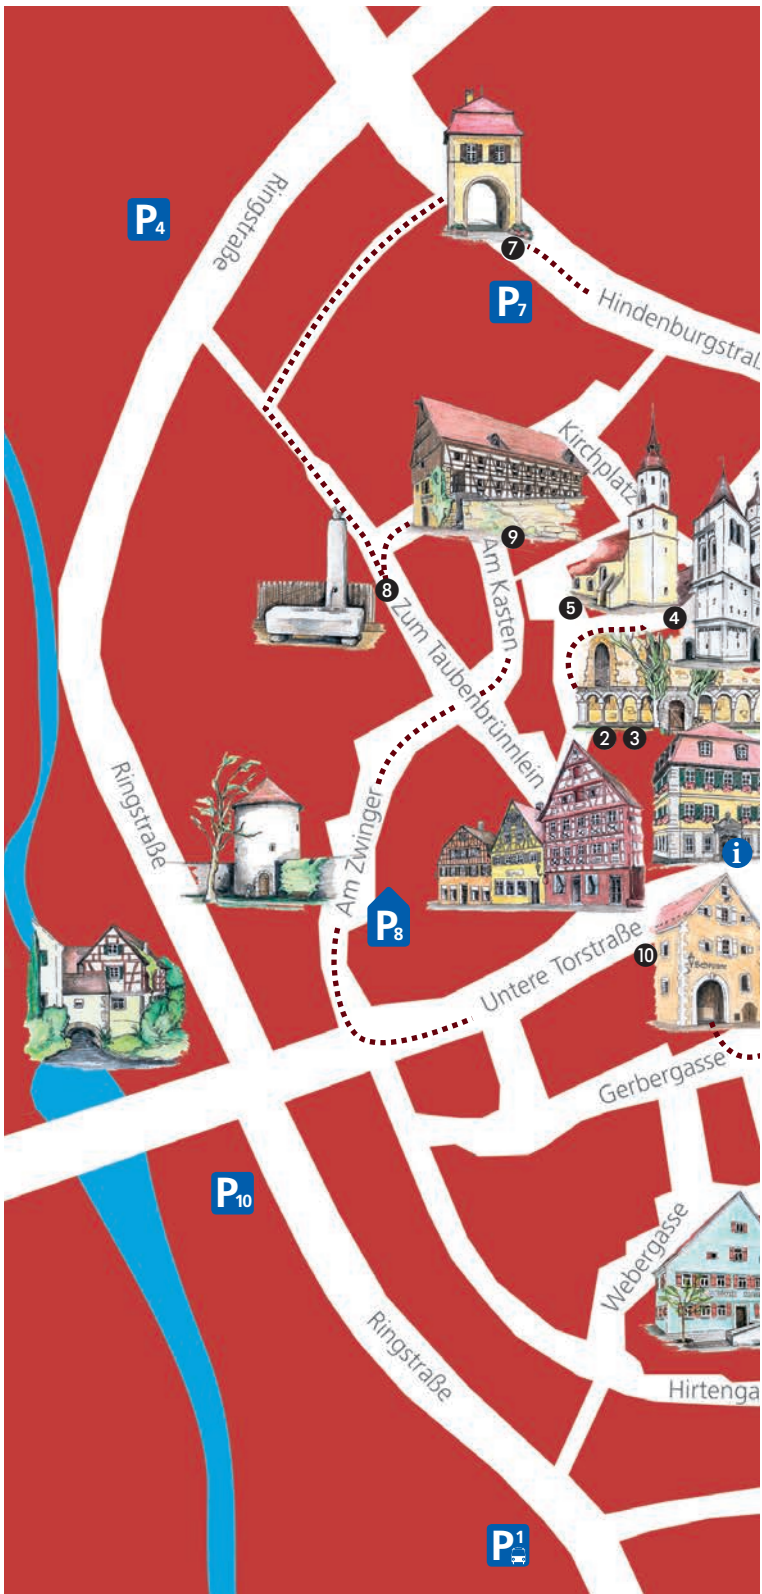 Ringstraße
P4
7
P7
Hindenburgstraß
Kirchplatz
9
Am Kasten
8
5
4
Zum Taubenbrünnlein
2
3
Ringstraße
Am Zwinger
i
P8
Untere Torstraße
10
Gerbergasse
P10
Webergasse
Ringstraße
Hirtenga
P1